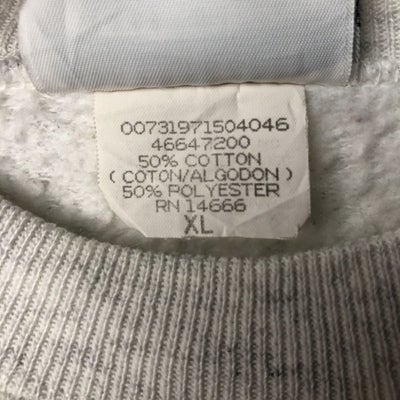 00731971504046
46647200
50% COTTON
( COTON/ALGODON )
50% POLYESTER
RN 14666
XL